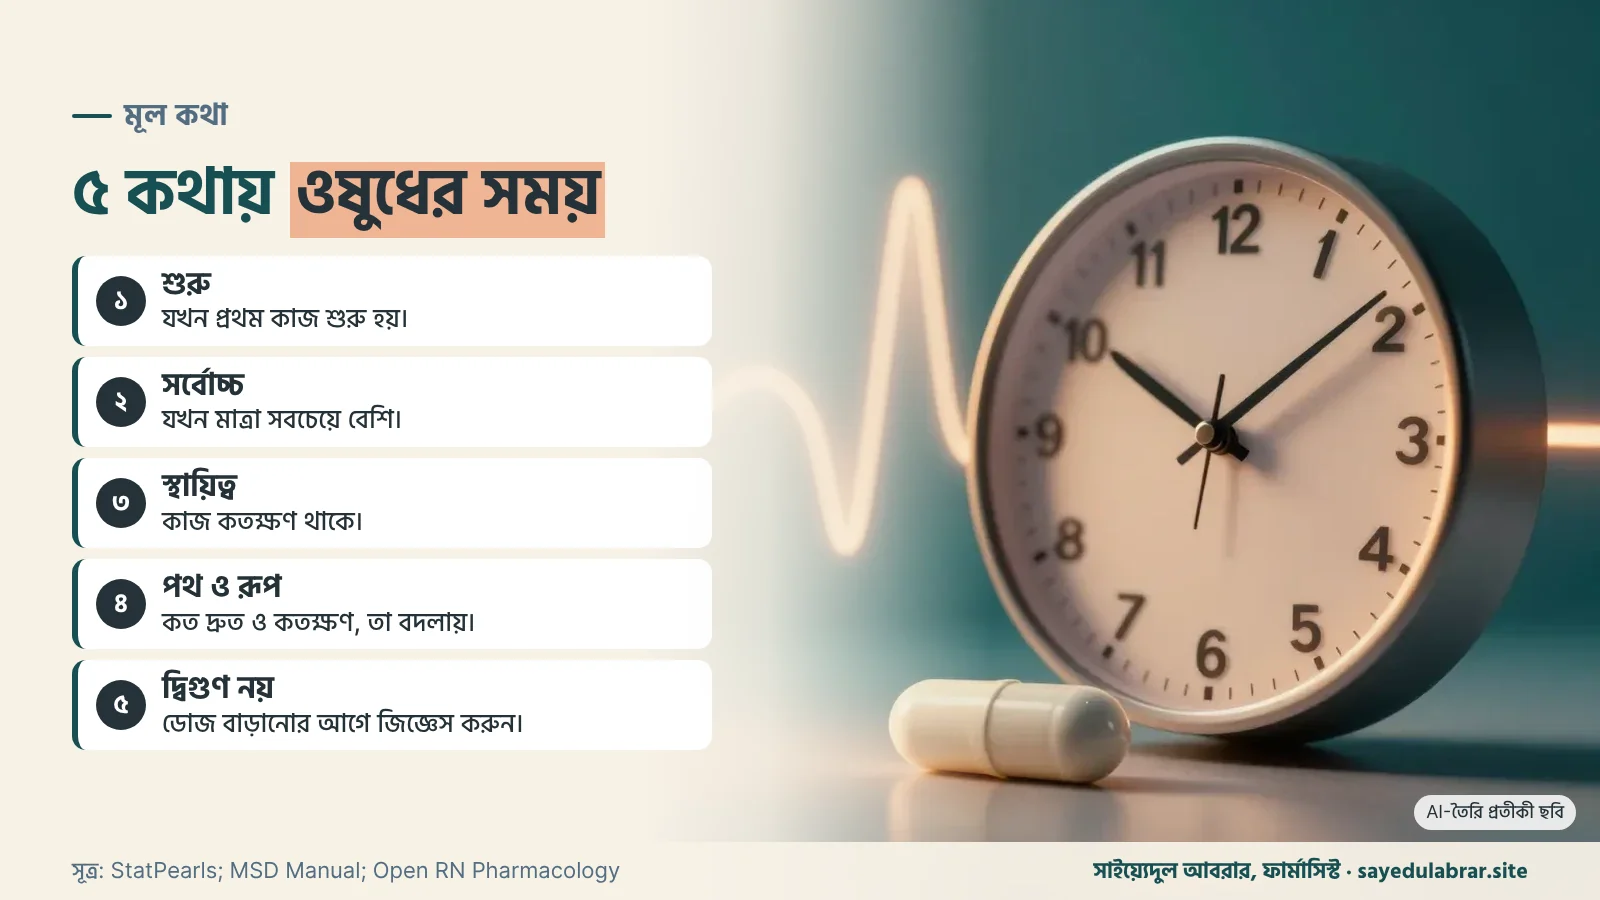 মূল কথা
৫ কথায় ওষুধের সময়
১
শুরু
যখন প্রথম কাজ শুরু হয়।
২
সর্বোচ্চ
যখন মাত্রা সবচেয়ে বেশি।
৩
স্থায়িত্ব
কাজ কতক্ষণ থাকে।
৪
পথ ও রূপ
কত দ্রুত ও কতক্ষণ, তা বদলায়।
৫
দ্বিগুণ নয়
ডোজ বাড়ানোর আগে জিজ্ঞেস করুন।
12
1
2
3
4
5
6
7
8
9
10
11
AI-তৈরি প্রতীকী ছবি
সূত্র: StatPearls; MSD Manual; Open RN Pharmacology
সাইয়্যেদুল আবরার, ফার্মাসিস্ট · sayedulabrar.site